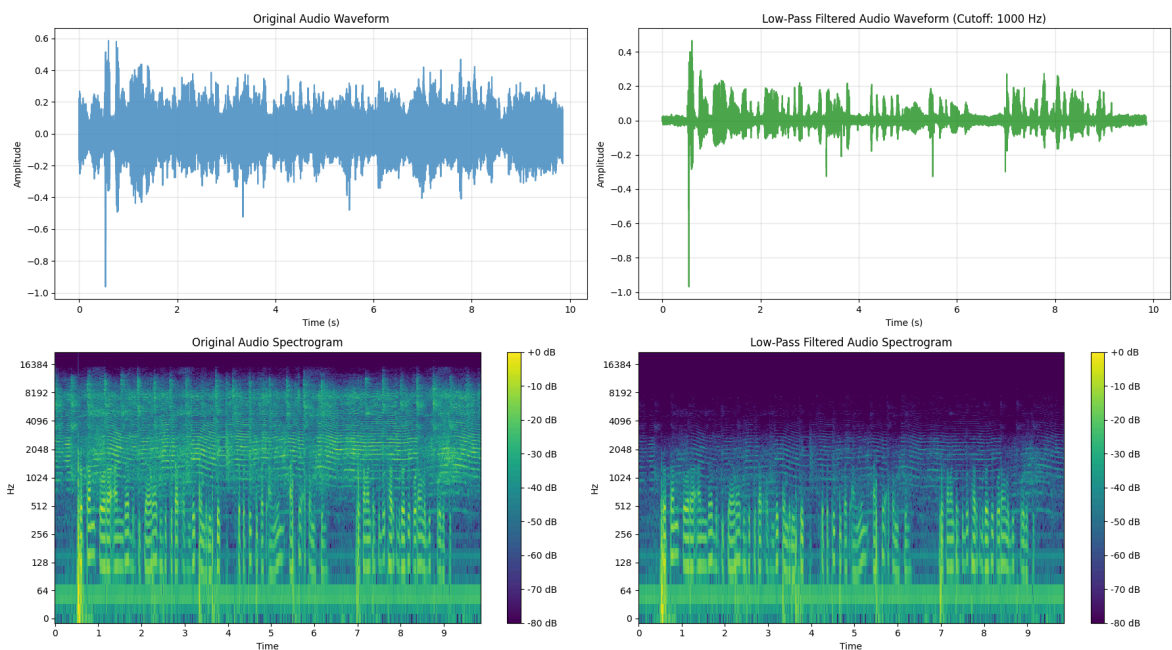 Original Audio Waveform
Low-Pass Filtered Audio Waveform (Cutoff: 1000 Hz)
0.6
0.4
0.2
0.0
−0.2
−0.4
−0.6
−0.8
−1.0
Amplitude
0 2 4 6 8 10
Time (s)
0.4
0.2
0.0
−0.2
−0.4
−0.6
−0.8
−1.0
Amplitude
0 2 4 6 8 10
Time (s)
Original Audio Spectrogram
16384
8192
4096
2048
1024
512
256
128
64
0
Hz
0 1 2 3 4 5 6 7 8 9
Time
+0 dB
-10 dB
-20 dB
-30 dB
-40 dB
-50 dB
-60 dB
-70 dB
-80 dB
Low-Pass Filtered Audio Spectrogram
16384
8192
4096
2048
1024
512
256
128
64
0
Hz
0 1 2 3 4 5 6 7 8 9
Time
+0 dB
-10 dB
-20 dB
-30 dB
-40 dB
-50 dB
-60 dB
-70 dB
-80 dB